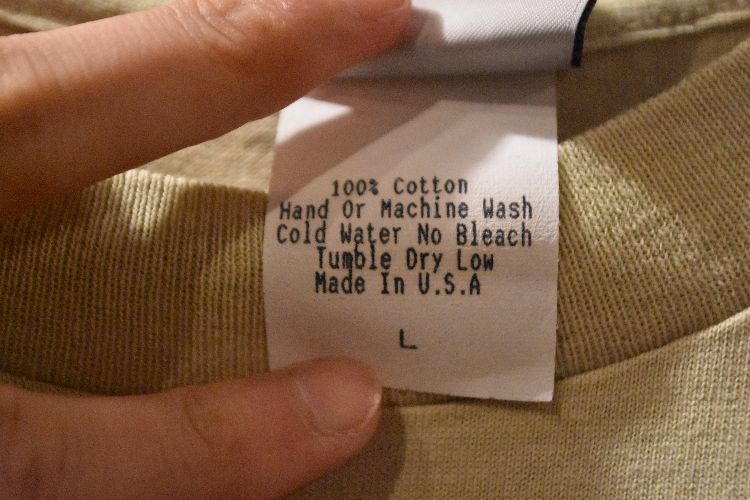 100% Cotton
Hand Or Machine Wash
Cold Water No Bleach
Tumble Dry Low
Made In U.S.A
L